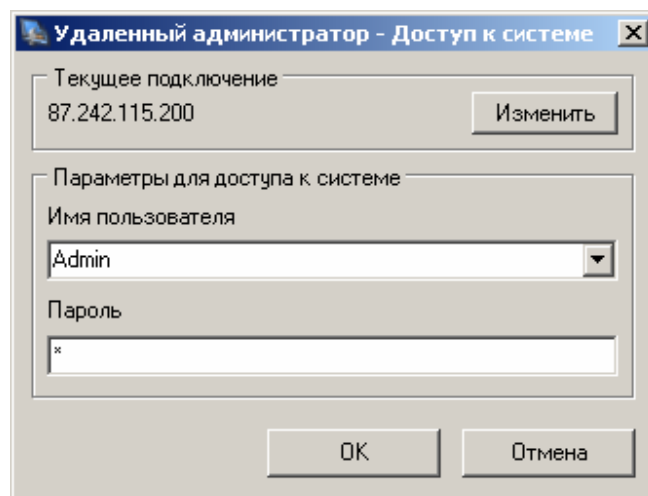 Удаленный администратор - Доступ к системе
Текущее подключение
87.242.115.200
Изменить
Параметры для доступа к системе
Имя пользователя
Admin
Пароль
*
OK
Отмена